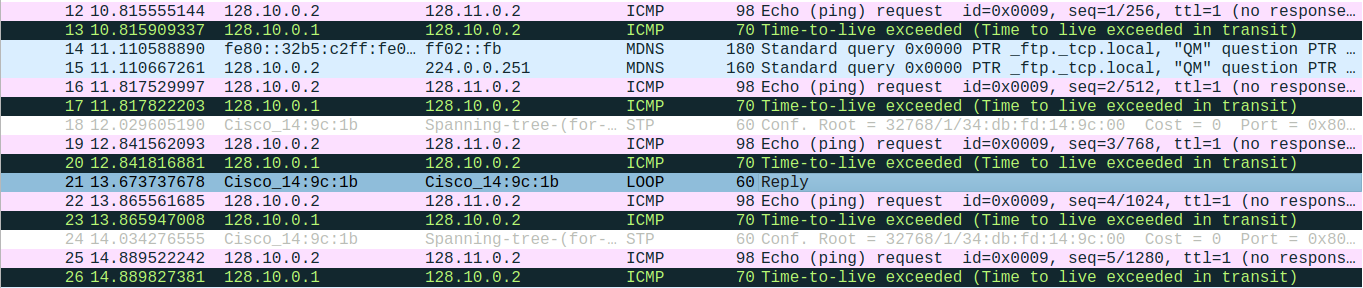 12 10.815555144 128.10.0.2 128.11.0.2 ICMP 98 Echo (ping) request id=0x0009, seq=1/256, ttl=1 (no response…
13 10.815909337 128.10.0.1 128.10.0.2 ICMP 70 Time-to-live exceeded (Time to live exceeded in transit)
14 11.110588890 fe80::32b5:c2ff:fe0… ff02::fb MDNS 180 Standard query 0x0000 PTR _ftp._tcp.local, "QM" question PTR …
15 11.110667261 128.10.0.2 224.0.0.251 MDNS 160 Standard query 0x0000 PTR _ftp._tcp.local, "QM" question PTR …
16 11.817529997 128.10.0.2 128.11.0.2 ICMP 98 Echo (ping) request id=0x0009, seq=2/512, ttl=1 (no response…
17 11.817822203 128.10.0.1 128.10.0.2 ICMP 70 Time-to-live exceeded (Time to live exceeded in transit)
18 12.029605190 Cisco_14:9c:1b Spanning-tree-(for-… STP 60 Conf. Root = 32768/1/34:db:fd:14:9c:00 Cost = 0 Port = 0x80…
19 12.841562093 128.10.0.2 128.11.0.2 ICMP 98 Echo (ping) request id=0x0009, seq=3/768, ttl=1 (no response…
20 12.841816881 128.10.0.1 128.10.0.2 ICMP 70 Time-to-live exceeded (Time to live exceeded in transit)
21 13.673737678 Cisco_14:9c:1b Cisco_14:9c:1b LOOP 60 Reply
22 13.865561685 128.10.0.2 128.11.0.2 ICMP 98 Echo (ping) request id=0x0009, seq=4/1024, ttl=1 (no respons…
23 13.865947008 128.10.0.1 128.10.0.2 ICMP 70 Time-to-live exceeded (Time to live exceeded in transit)
24 14.034276555 Cisco_14:9c:1b Spanning-tree-(for-… STP 60 Conf. Root = 32768/1/34:db:fd:14:9c:00 Cost = 0 Port = 0x80…
25 14.889522242 128.10.0.2 128.11.0.2 ICMP 98 Echo (ping) request id=0x0009, seq=5/1280, ttl=1 (no respons…
26 14.889827381 128.10.0.1 128.10.0.2 ICMP 70 Time-to-live exceeded (Time to live exceeded in transit)